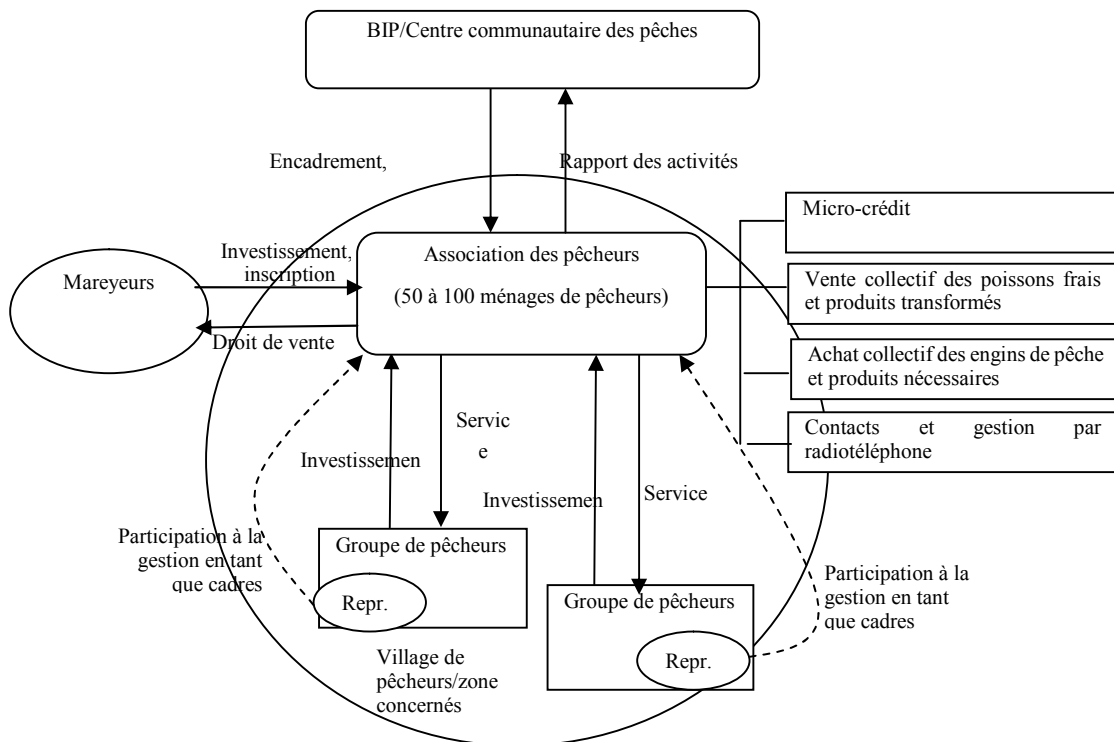 BIP/Centre communautaire des pêches
Encadrement,
Rapport des activités
Micro-crédit
Investissement,
inscription
Association des pêcheurs
(50 à 100 ménages de pêcheurs)
Mareyeurs
Vente collectif des poissons frais
et produits transformés
Droit de vente
Achat collectif des engins de pêche
et produits nécessaires
Contacts et gestion par
radiotéléphone
Servic
e
Investissemen
Investissemen
Service
Participation à la
gestion en tant
que cadres
Groupe de pêcheurs
Repr.
Groupe de pêcheurs
Repr.
Participation à la
gestion en tant
que cadres
Village de
pêcheurs/zone
concernés